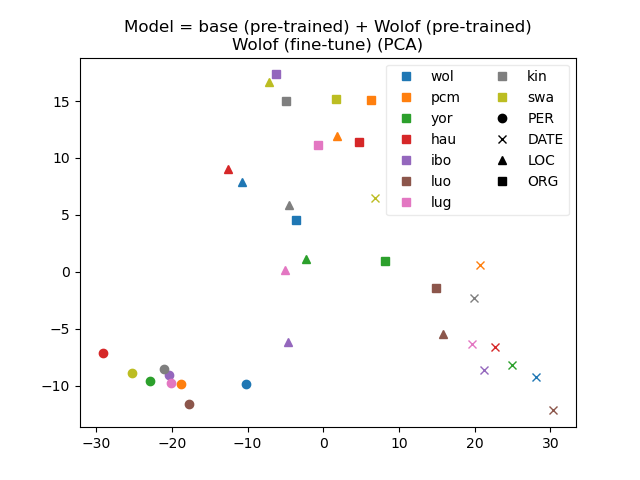 Model = base (pre-trained) + Wolof (pre-trained)
Wolof (fine-tune) (PCA)
wol
pcm
yor
hau
ibo
luo
lug
kin
swa
PER
DATE
LOC
ORG
15
10
5
0
−5
−10
−30
−20
−10
0
10
20
30